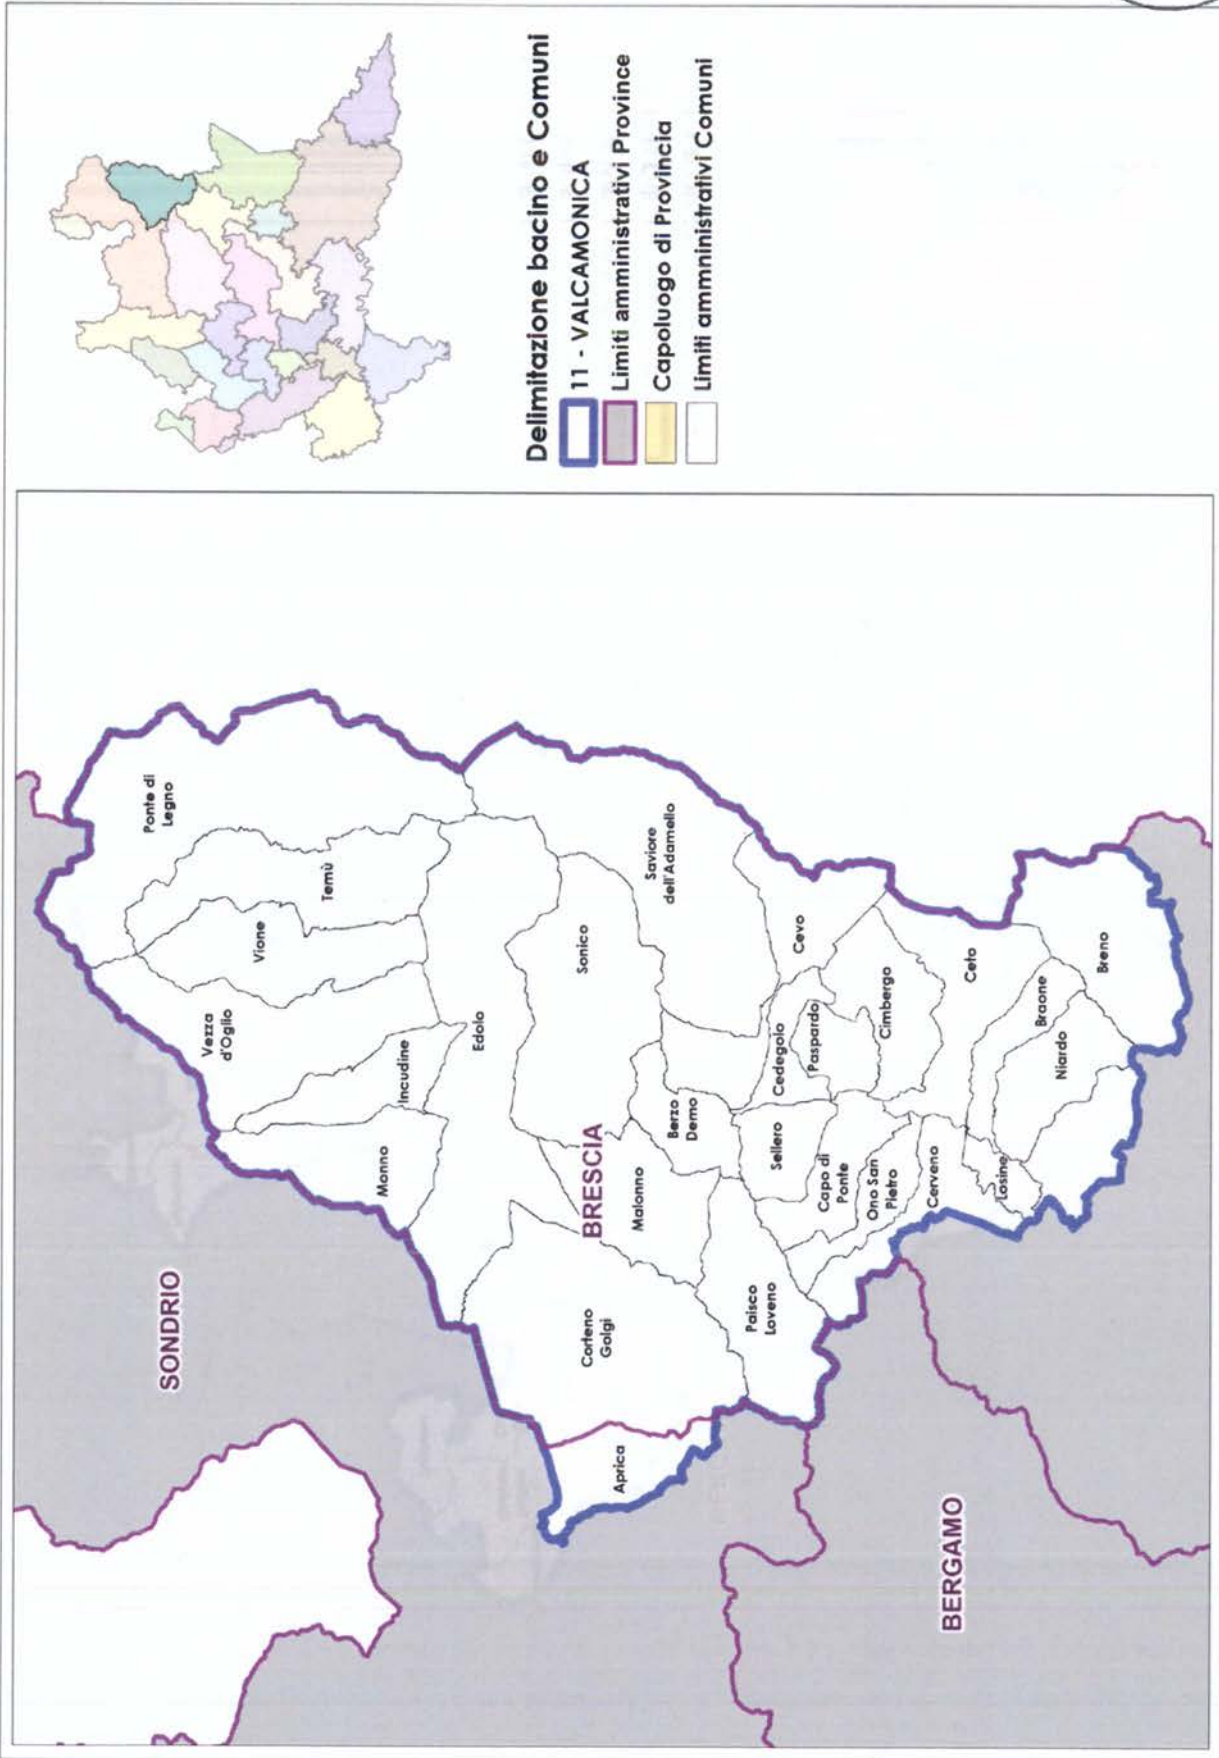 Delimitazione bacino e Comuni
11 - VALCAMONICA
Limiti amministrativi Province
Capoluogo di Provincia
Limiti ammninistrativi Comuni
SONDRIO
Ponte di
Legno
Temù
Vione
Vezza
d'Oglio
Incudine
Monno
Edolo
Saviore
dell'Adamello
Sonico
BRESCIA
Malonno
Corteno
Golgi
Aprica
Berzo
Demo
Cevo
Cedegolo
Paspardo
Cimbergo
Sellero
Capo di
Ponte
Ono San
Pietro
Paisco
Loveno
Cerveno
Ceto
Losine
Braone
Niardo
Breno
BERGAMO